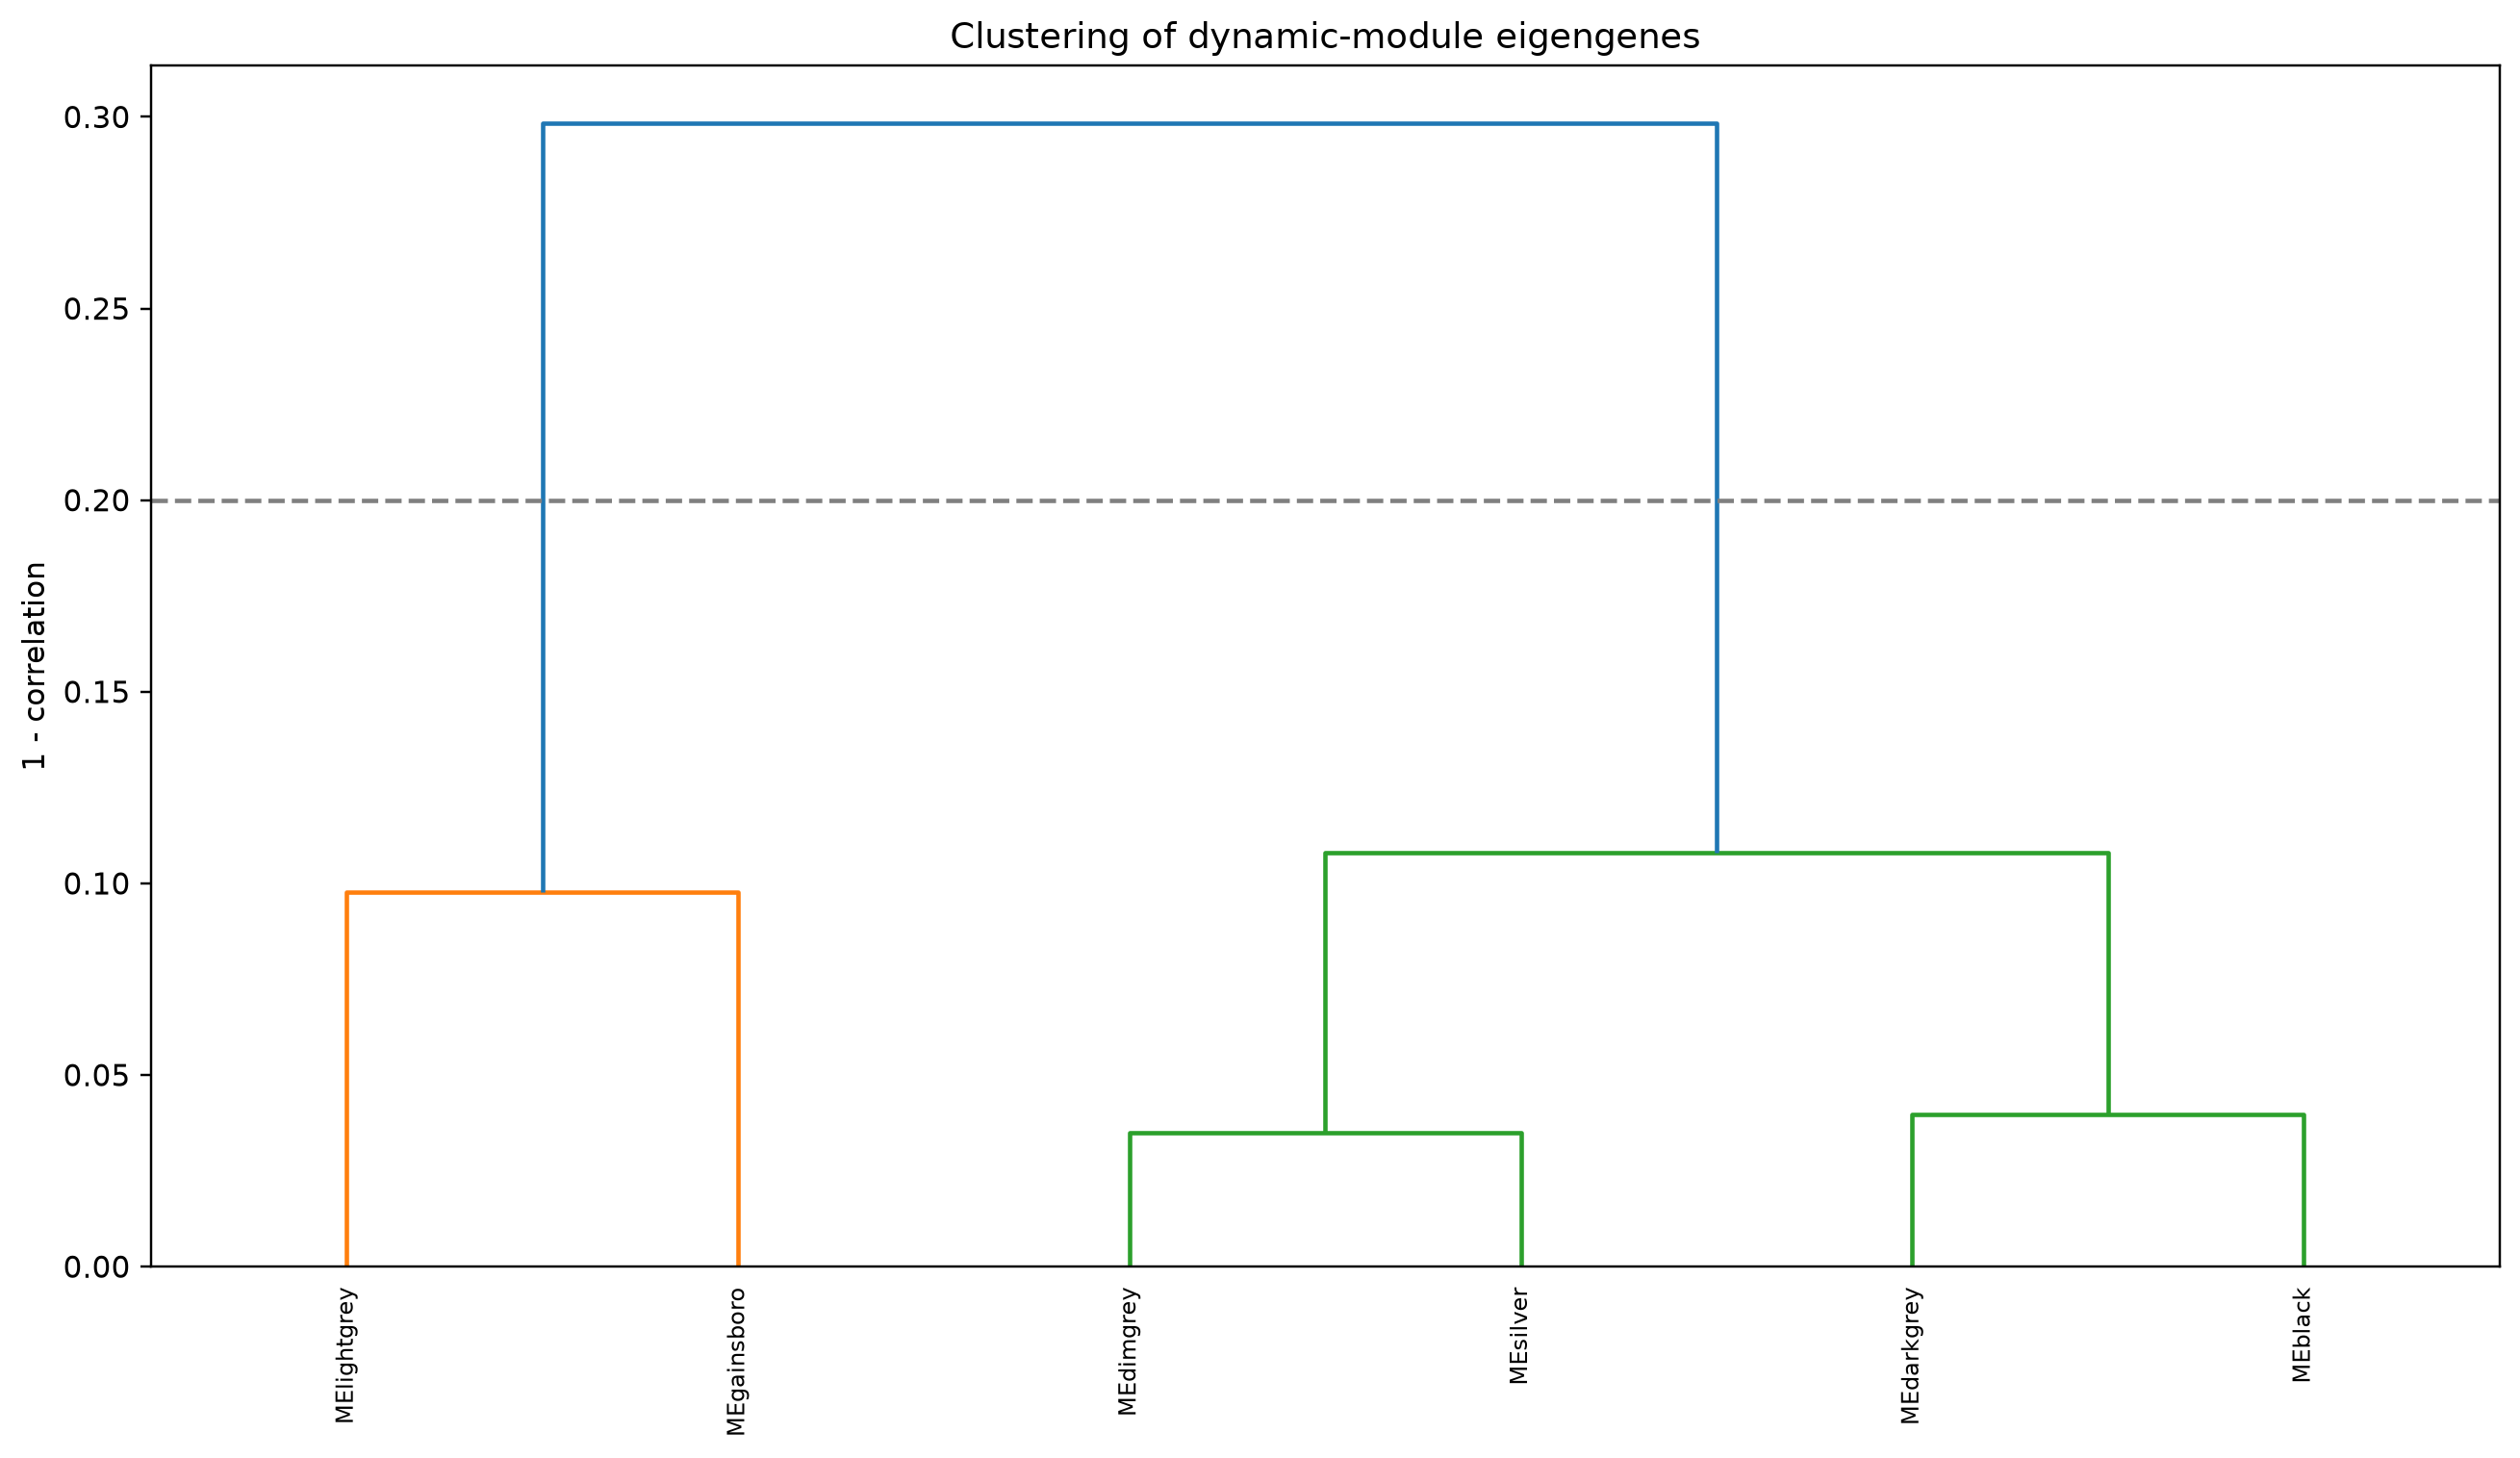 Clustering of dynamic-module eigengenes
1 - correlation
0.30
0.25
0.20
0.15
0.10
0.05
0.00
MElightgrey
MEgainsboro
MEdimgrey
MEsilver
MEdarkgrey
MEblack